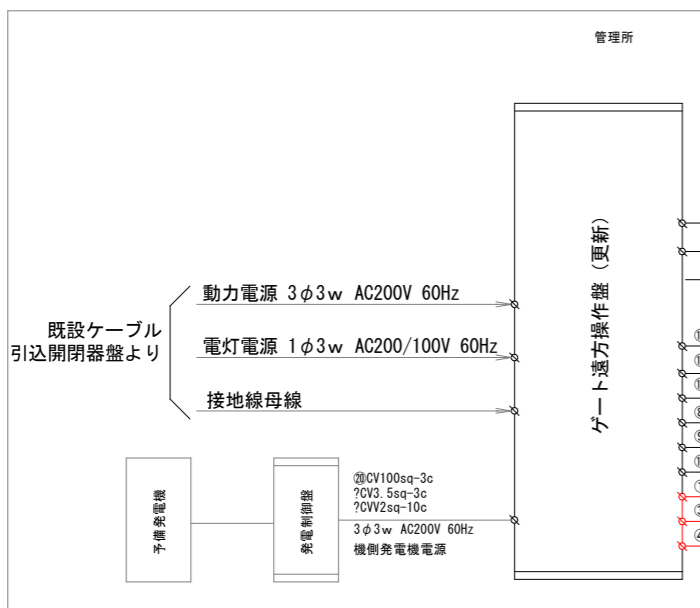 管理所
ゲート遠方操作盤（更新）
動力電源 3φ3w AC200V 60Hz
既設ケーブル
引込開閉器盤より
電灯電源 1φ3w AC200/100V 60Hz
接地線母線
予備発電機
発電制御盤
⑳CV100sq-3c
?CV3.5sq-3c
?CVV2sq-10c
3φ3w AC200V 60Hz
機側発電機電源